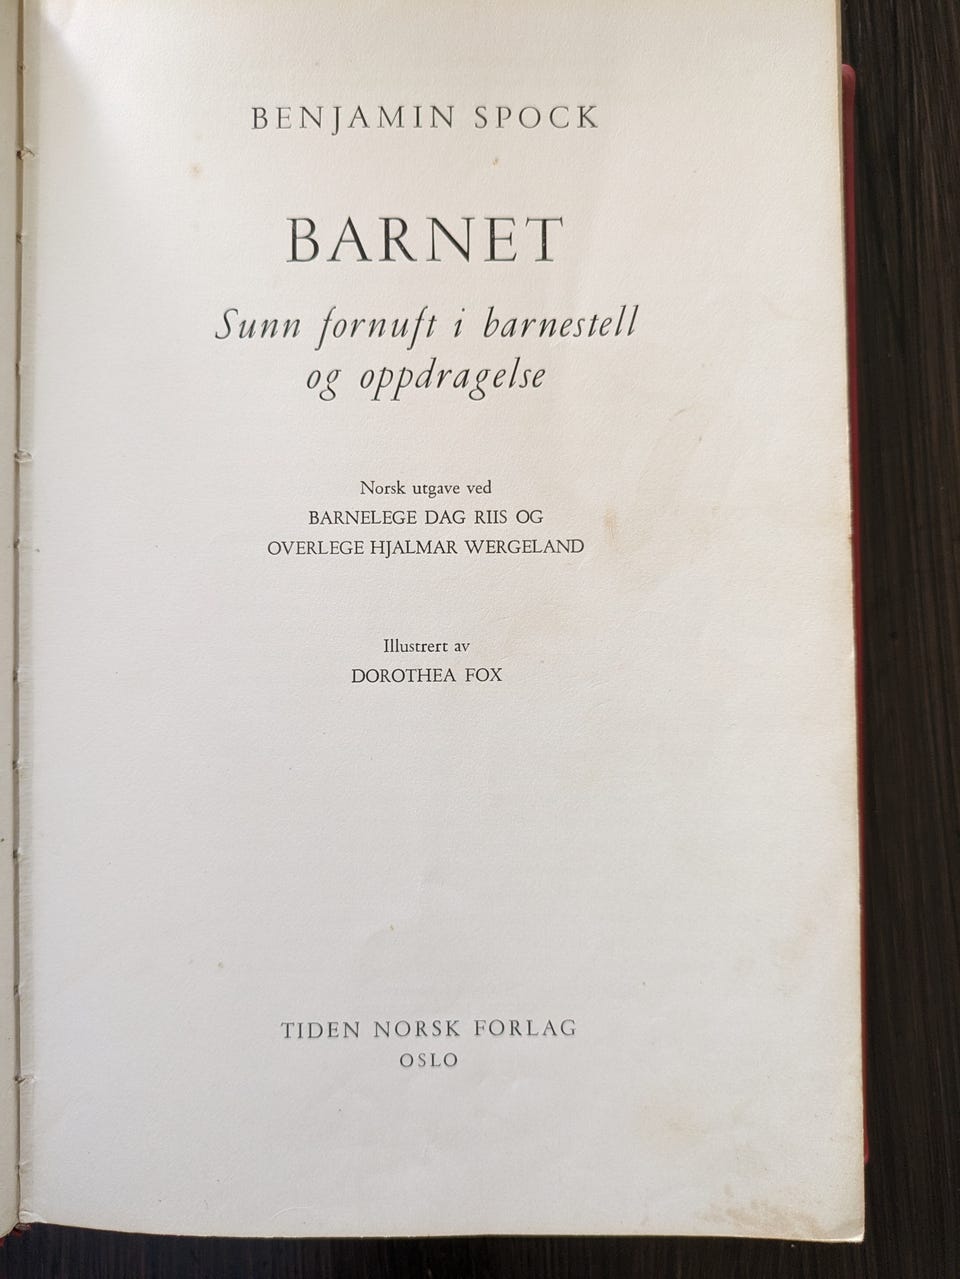 BENJAMIN SPOCK
BARNET
Sunn fornuft i barnestell
og oppdragelse
Norsk utgave ved
BARNELEGE DAG RIIS OG
OVERLEGE HJALMAR WERGELAND
Illustrert av
DOROTHEA FOX
TIDEN NORSK FORLAG
OSLO